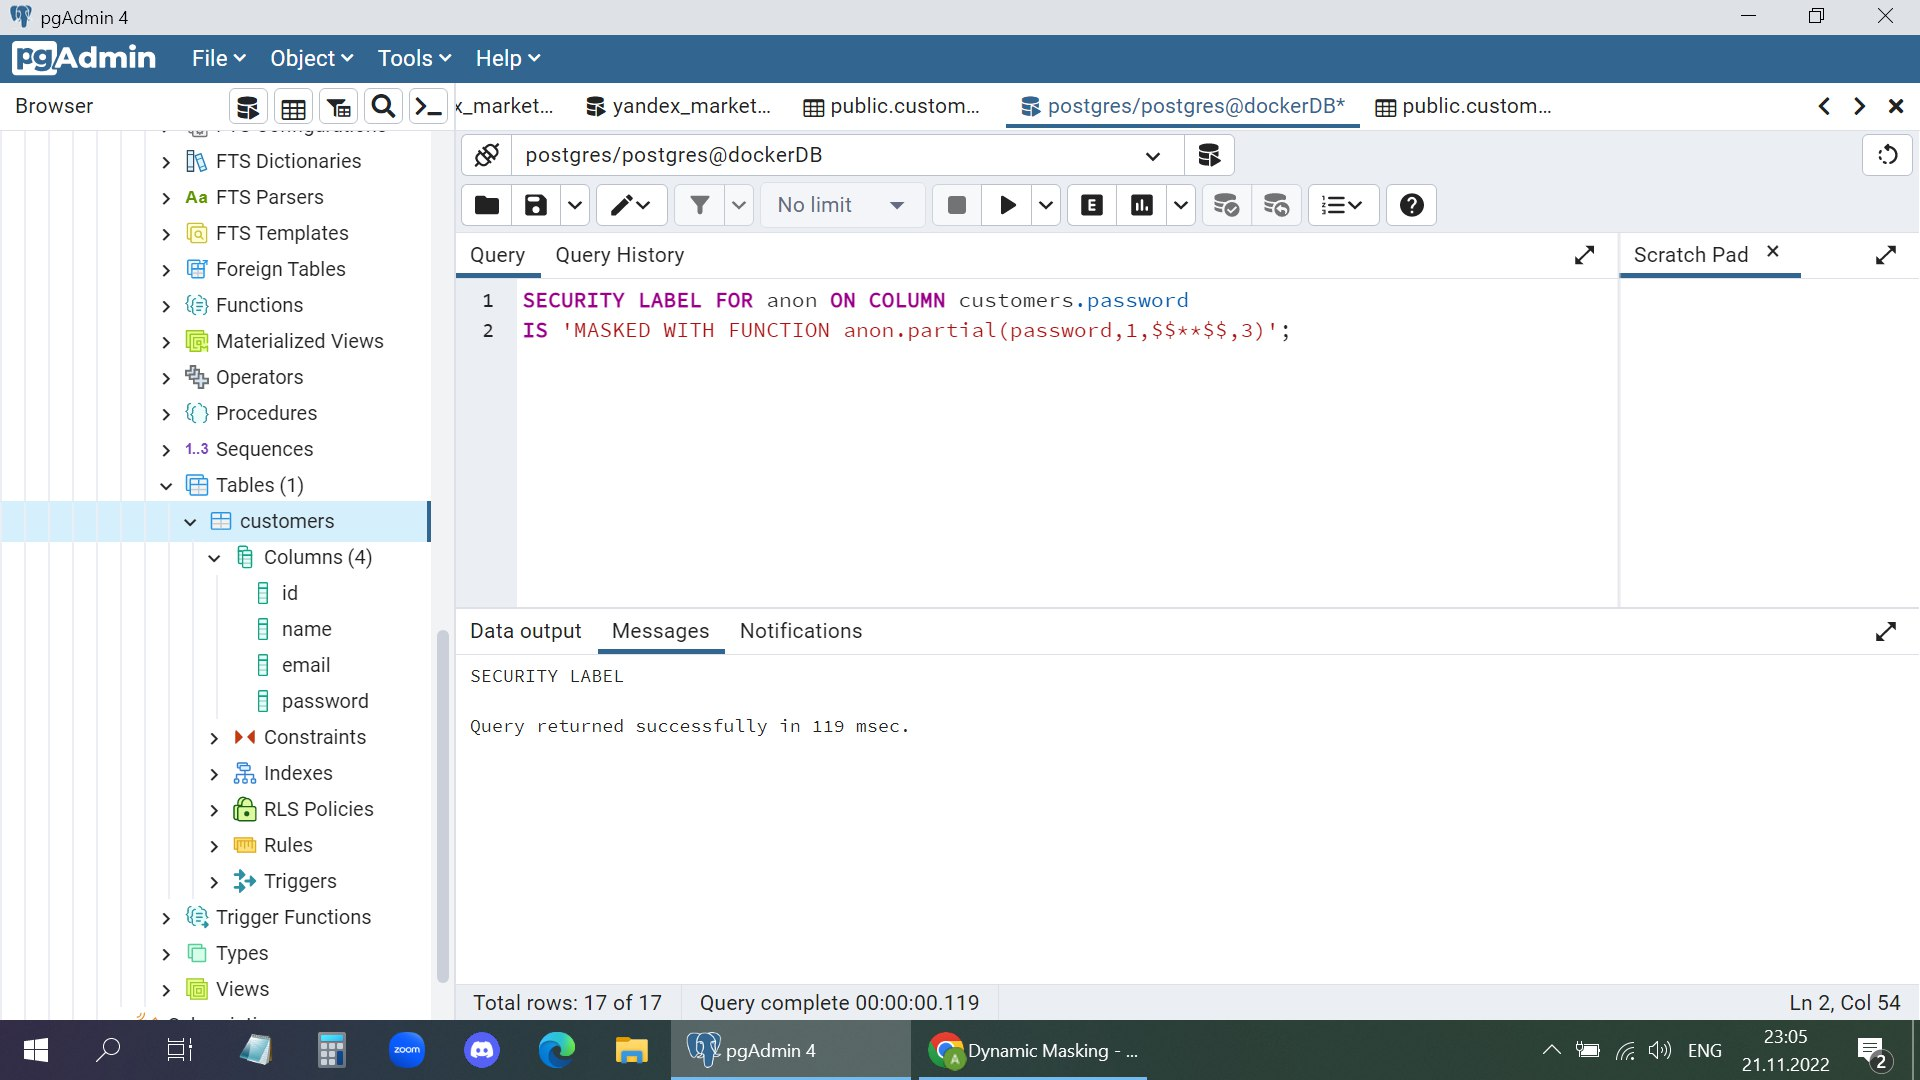 pgAdmin 4
pgAdmin File Object Tools Help
Browser
x_market... yandex_market... public.custom... postgres/postgres@dockerDB* public.custom...
postgres/postgres@dockerDB
No limit
Query Query History
Scratch Pad
1 SECURITY LABEL FOR anon ON COLUMN customers.password
2 IS 'MASKED WITH FUNCTION anon.partial(password,1,$$**$$,3)';
FTS Dictionaries
Aa FTS Parsers
FTS Templates
Foreign Tables
Functions
Materialized Views
Operators
Procedures
1..3 Sequences
Tables (1)
customers
Columns (4)
id
name
email
password
Constraints
Indexes
RLS Policies
Rules
Triggers
Trigger Functions
Types
Views
Data output Messages Notifications
SECURITY LABEL
Query returned successfully in 119 msec.
Total rows: 17 of 17 Query complete 00:00:00.119
Ln 2, Col 54
zoom
pgAdmin 4
A
Dynamic Masking - ...
ENG
23:05
21.11.2022
2